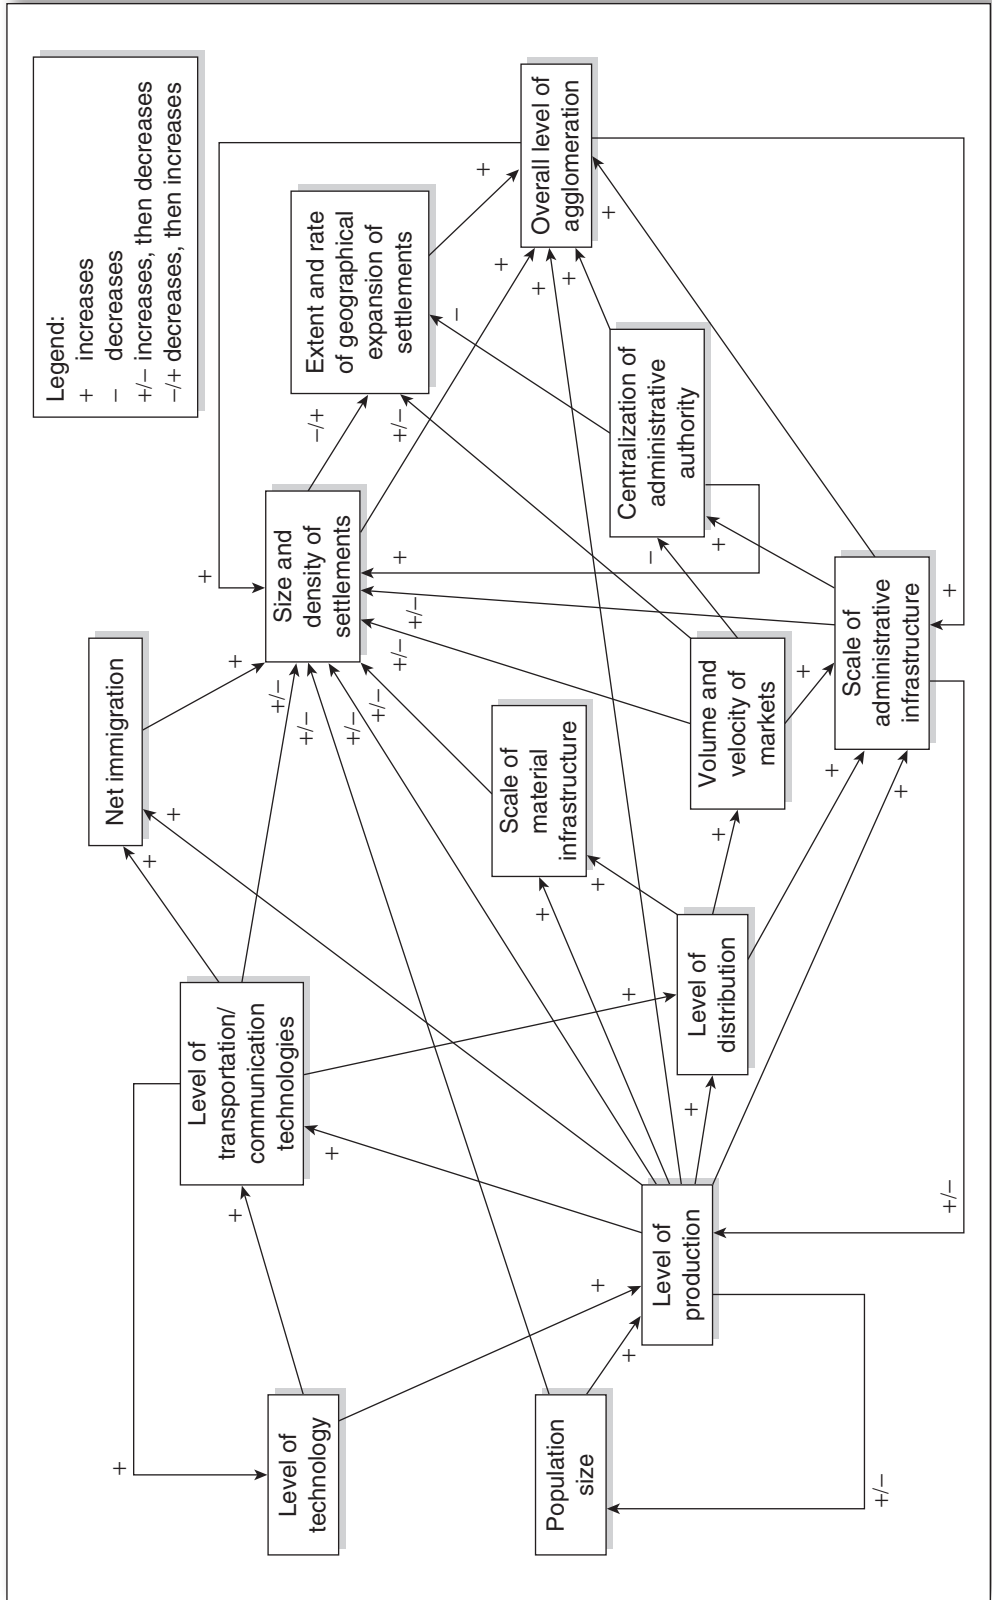 Legend:
+ increases
– decreases
+/– increases, then decreases
–/+ decreases, then increases
Level of
technology
Population
size
Level of
transportation/
communication
technologies
Level of
production
Net immigration
Level of
distribution
Scale of
material
infrastructure
Volume and
velocity of
markets
Size and
density of
settlements
Scale of
administrative
infrastructure
Centralization of
administrative
authority
Extent and rate
of geographical
expansion of
settlements
Overall level of
agglomeration
+
+
+
+
+/–
+
+
+
+
+
+
+
+
+
+
+
+/–
+
+/–
+/–
+/–
+/–
+/–
+/–
+
+
–
+
–/+
+/–
–
+
+
+
+
+
+
+/–